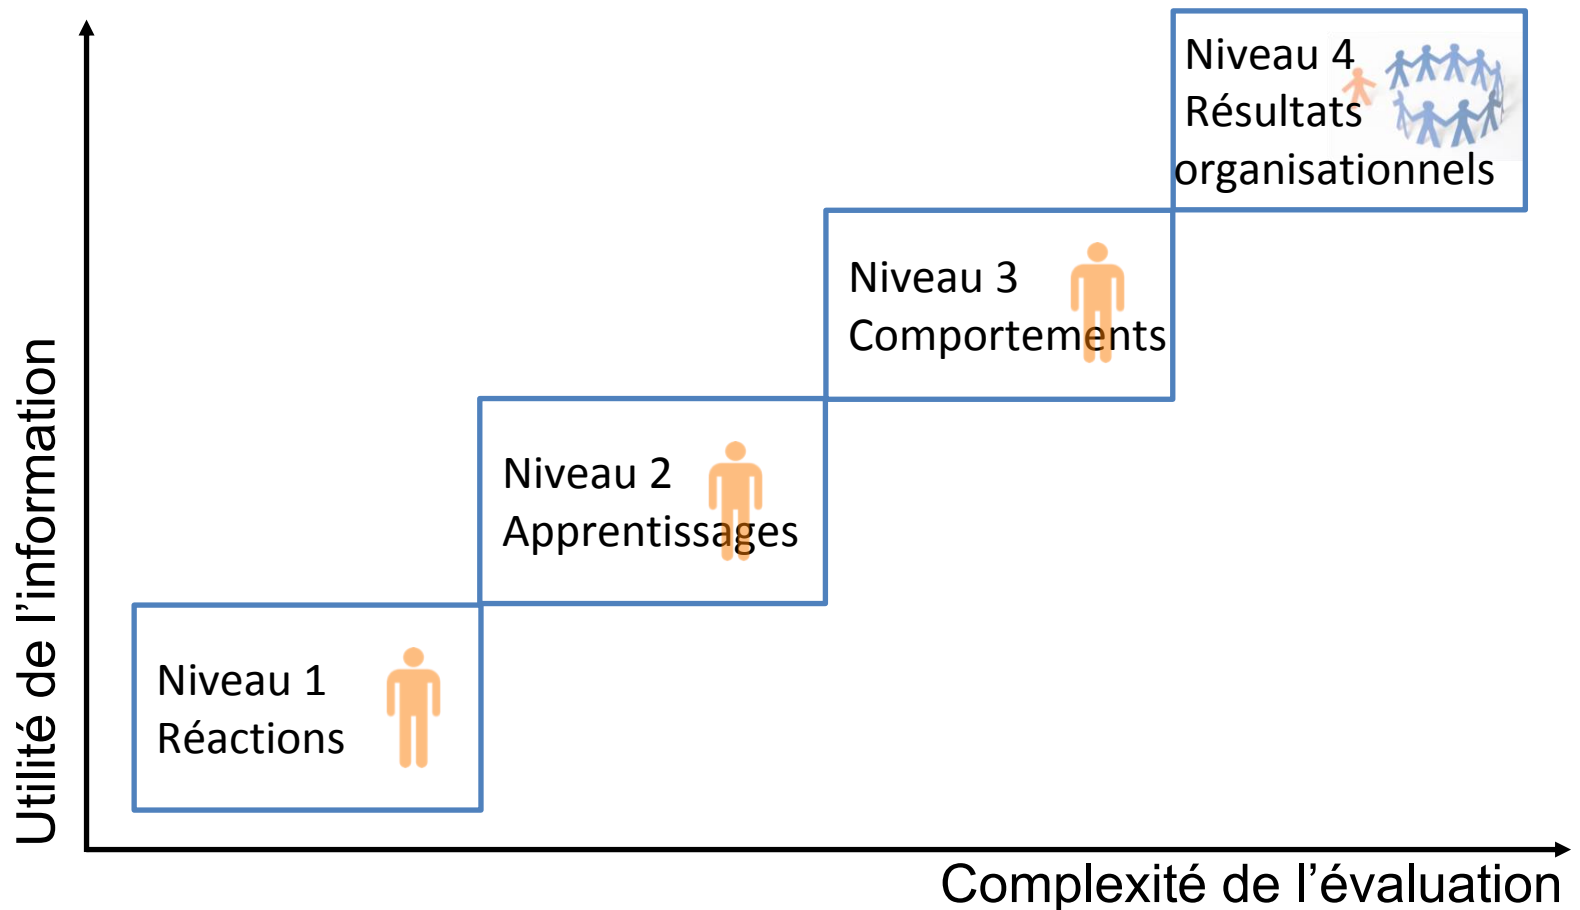 Niveau 4
Résultats
organisationnels
Niveau 3
Comportements
Niveau 2
Apprentissages
Niveau 1
Réactions
Utilité de l’information
Complexité de l’évaluation